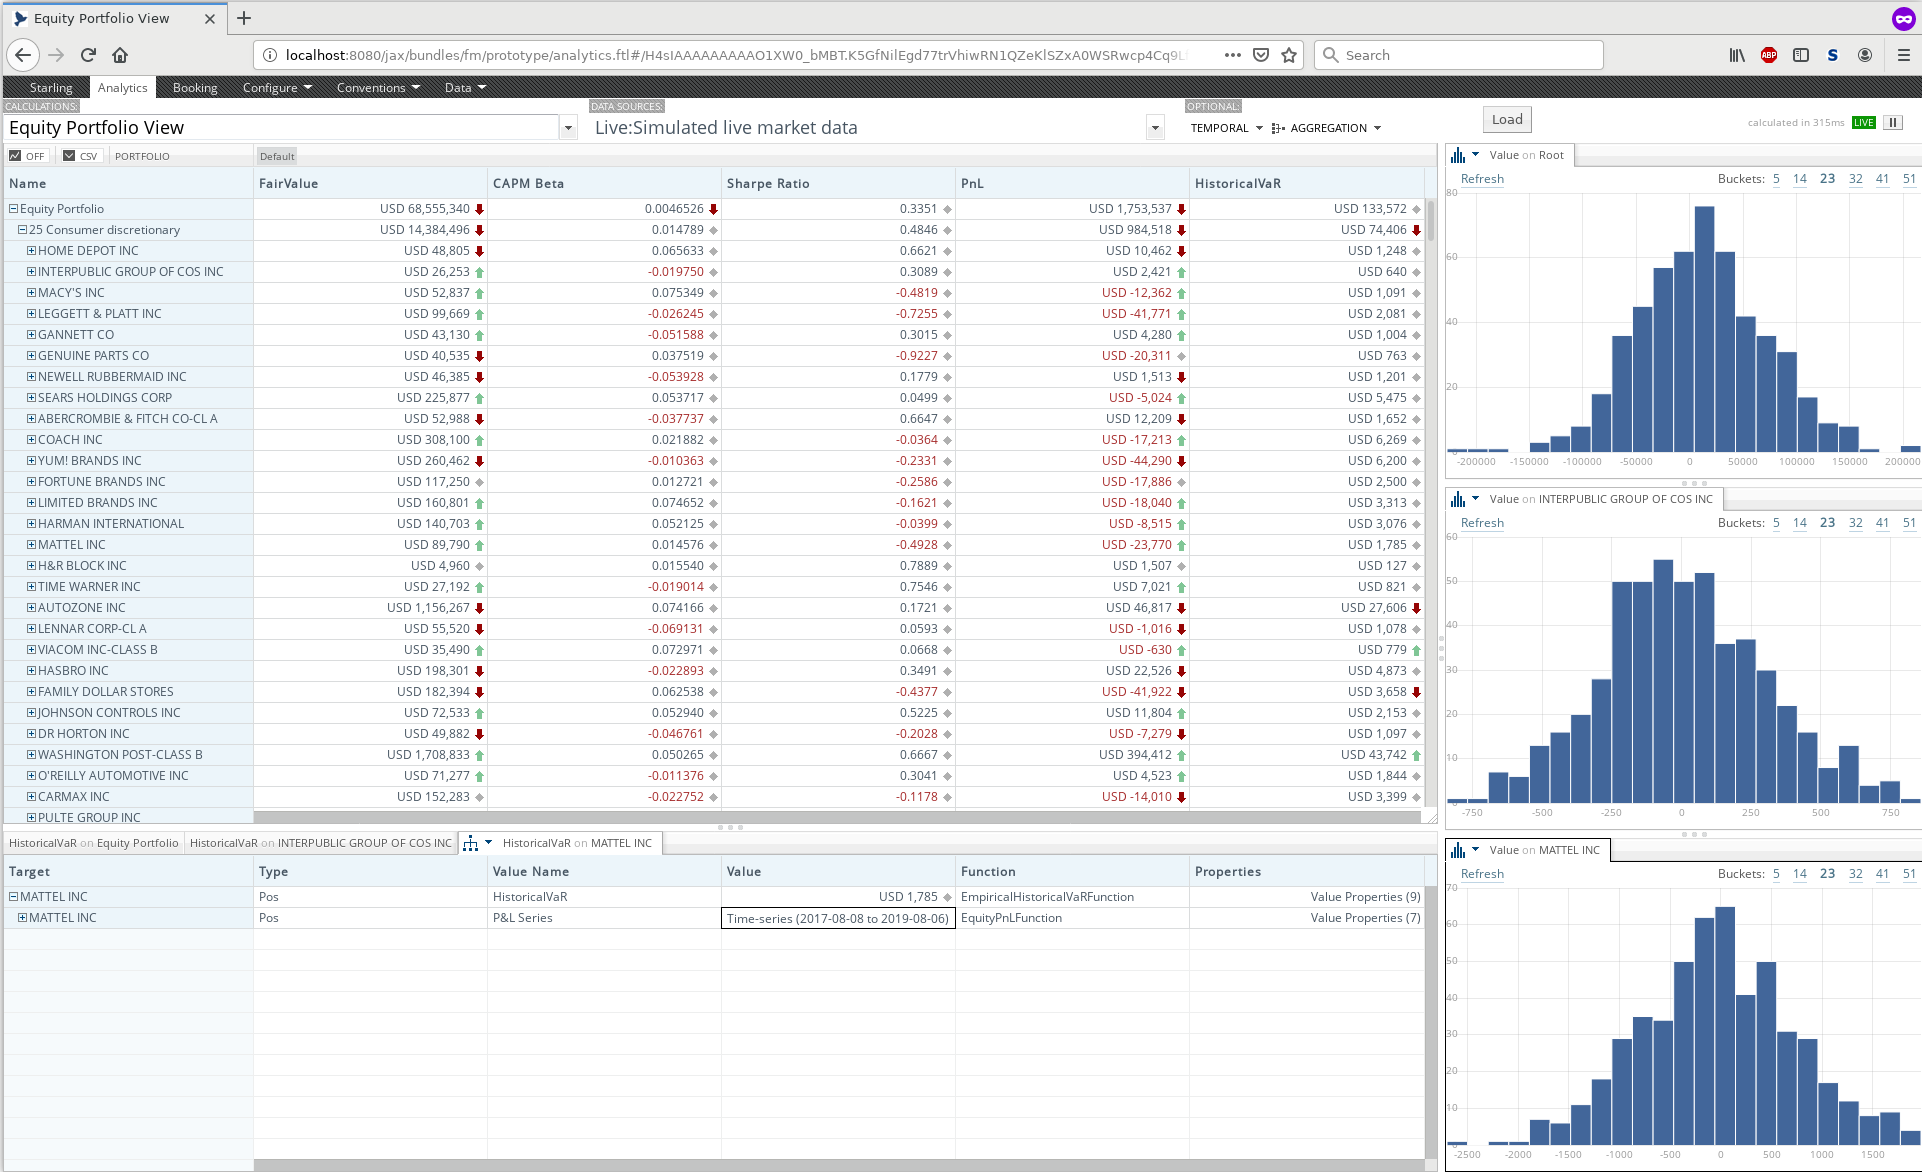 Equity Portfolio View
localhost:8080/jax/bundles/fm/prototype/analytics.ftl#/H4sIAAAAAAAAAO1XW0_bMBT.K5GfNilEgd77trVhiwRN1QZeKlSZxA0WSRwcp4Cq9L
Search
Starling Analytics Booking Configure Conventions Data
CALCULATIONS: DATA SOURCES: OPTIONAL:
Equity Portfolio View Live:Simulated live market data TEMPORAL AGGREGATION Load calculated in 315ms LIVE
OFF CSV PORTFOLIO Default
Name FairValue CAPM Beta Sharpe Ratio PnL HistoricalVaR
Equity Portfolio USD 68,555,340 0.0046526 0.3351 USD 1,753,537 USD 133,572
25 Consumer discretionary USD 14,384,496 0.014789 0.4846 USD 984,518 USD 74,406
HOME DEPOT INC USD 48,805 0.065633 0.6621 USD 10,462 USD 1,248
INTERPUBLIC GROUP OF COS INC USD 26,253 -0.019750 0.3089 USD 2,421 USD 640
MACY'S INC USD 52,837 0.075349 -0.4819 USD -12,362 USD 1,091
LEGGETT & PLATT INC USD 99,669 -0.026245 -0.7255 USD -41,771 USD 2,081
GANNETT CO USD 43,130 -0.051588 0.3015 USD 4,280 USD 1,004
GENUINE PARTS CO USD 40,535 0.037519 -0.9227 USD -20,311 USD 763
NEWELL RUBBERMAID INC USD 46,385 -0.053928 0.1779 USD 1,513 USD 1,201
SEARS HOLDINGS CORP USD 225,877 0.053717 0.0499 USD -5,024 USD 5,475
ABERCROMBIE & FITCH CO-CL A USD 52,988 -0.037737 0.6647 USD 12,209 USD 1,652
COACH INC USD 308,100 0.021882 -0.0364 USD -17,213 USD 6,269
YUM! BRANDS INC USD 260,462 -0.010363 -0.2331 USD -44,290 USD 6,200
FORTUNE BRANDS INC USD 117,250 0.012721 -0.2586 USD -17,886 USD 2,500
LIMITED BRANDS INC USD 160,801 0.074652 -0.1621 USD -18,040 USD 3,313
HARMAN INTERNATIONAL USD 140,703 0.052125 -0.0399 USD -8,515 USD 3,076
MATTEL INC USD 89,790 0.014576 -0.4928 USD -23,770 USD 1,785
H&R BLOCK INC USD 4,960 0.015540 0.7889 USD 1,507 USD 127
TIME WARNER INC USD 27,192 -0.019014 0.7546 USD 7,021 USD 821
AUTOZONE INC USD 1,156,267 0.074166 0.1721 USD 46,817 USD 27,606
LENNAR CORP-CL A USD 55,520 -0.069131 0.0593 USD -1,016 USD 1,078
VIACOM INC-CLASS B USD 35,490 0.072971 0.0668 USD -630 USD 779
HASBRO INC USD 198,301 -0.022893 0.3491 USD 22,526 USD 4,873
FAMILY DOLLAR STORES USD 182,394 0.062538 -0.4377 USD -41,922 USD 3,658
JOHNSON CONTROLS INC USD 72,533 0.052940 0.5225 USD 11,804 USD 2,153
DR HORTON INC USD 49,882 -0.046761 -0.2028 USD -7,279 USD 1,097
WASHINGTON POST-CLASS B USD 1,708,833 0.050265 0.6667 USD 394,412 USD 43,742
O'REILLY AUTOMOTIVE INC USD 71,277 -0.011376 0.3041 USD 4,523 USD 1,844
CARMAX INC USD 152,283 -0.022752 -0.1178 USD -14,010 USD 3,399
PULTE GROUP INC
HistoricalVaR on Equity Portfolio HistoricalVaR on INTERPUBLIC GROUP OF COS INC HistoricalVaR on MATTEL INC
Target Type Value Name Value Function Properties
MATTEL INC Pos HistoricalVaR USD 1,785 EmpiricalHistoricalVaRFunction Value Properties (9)
MATTEL INC Pos P&L Series Time-series (2017-08-08 to 2019-08-06) EquityPnLFunction Value Properties (7)
Value on Root
Refresh Buckets: 5 14 23 32 41 51
80
60
40
20
-200000 -150000 -100000 -50000 0 50000 100000 150000 200000
Value on INTERPUBLIC GROUP OF COS INC
Refresh Buckets: 5 14 23 32 41 51
60
50
40
30
20
10
-750 -500 -250 0 250 500 750
Value on MATTEL INC
Refresh Buckets: 5 14 23 32 41 51
70
60
50
40
30
20
10
-2500 -2000 -1500 -1000 -500 0 500 1000 1500